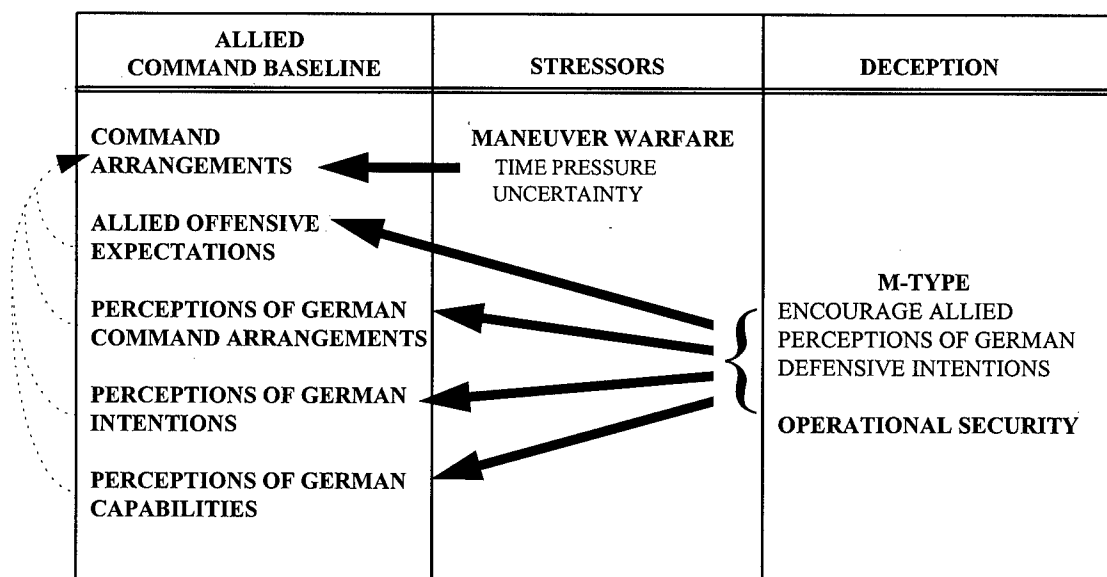 ALLIED
COMMAND BASELINE
STRESSORS
DECEPTION
COMMAND
ARRANGEMENTS
ALLIED OFFENSIVE
EXPECTATIONS
PERCEPTIONS OF GERMAN
COMMAND ARRANGEMENTS
PERCEPTIONS OF GERMAN
INTENTIONS
PERCEPTIONS OF GERMAN
CAPABILITIES
MANEUVER WARFARE
TIME PRESSURE
UNCERTAINTY
M-TYPE
ENCOURAGE ALLIED
PERCEPTIONS OF GERMAN
DEFENSIVE INTENTIONS
OPERATIONAL SECURITY